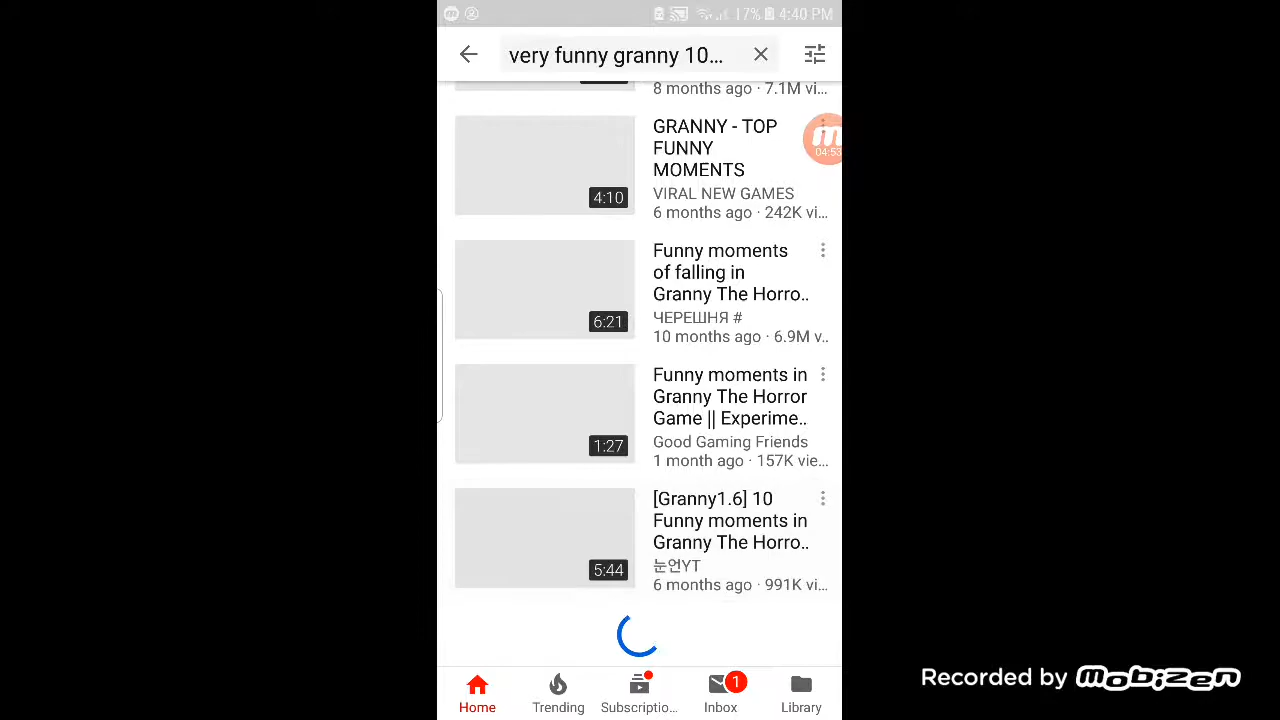 17% 4:40 PM
very funny granny 10...
8 months ago · 7.1M vi...
GRANNY - TOP
FUNNY
MOMENTS
VIRAL NEW GAMES
6 months ago · 242K vi...
4:10
04:53
Funny moments
of falling in
Granny The Horro..
ЧЕРЕШНЯ #
10 months ago · 6.9M v..
6:21
Funny moments in
Granny The Horror
Game || Experime..
Good Gaming Friends
1 month ago · 157K vie...
1:27
[Granny1.6] 10
Funny moments in
Granny The Horro..
눈언YT
6 months ago · 991K vi...
5:44
Home Trending Subscriptio... Inbox 1 Library
Recorded by mobizen